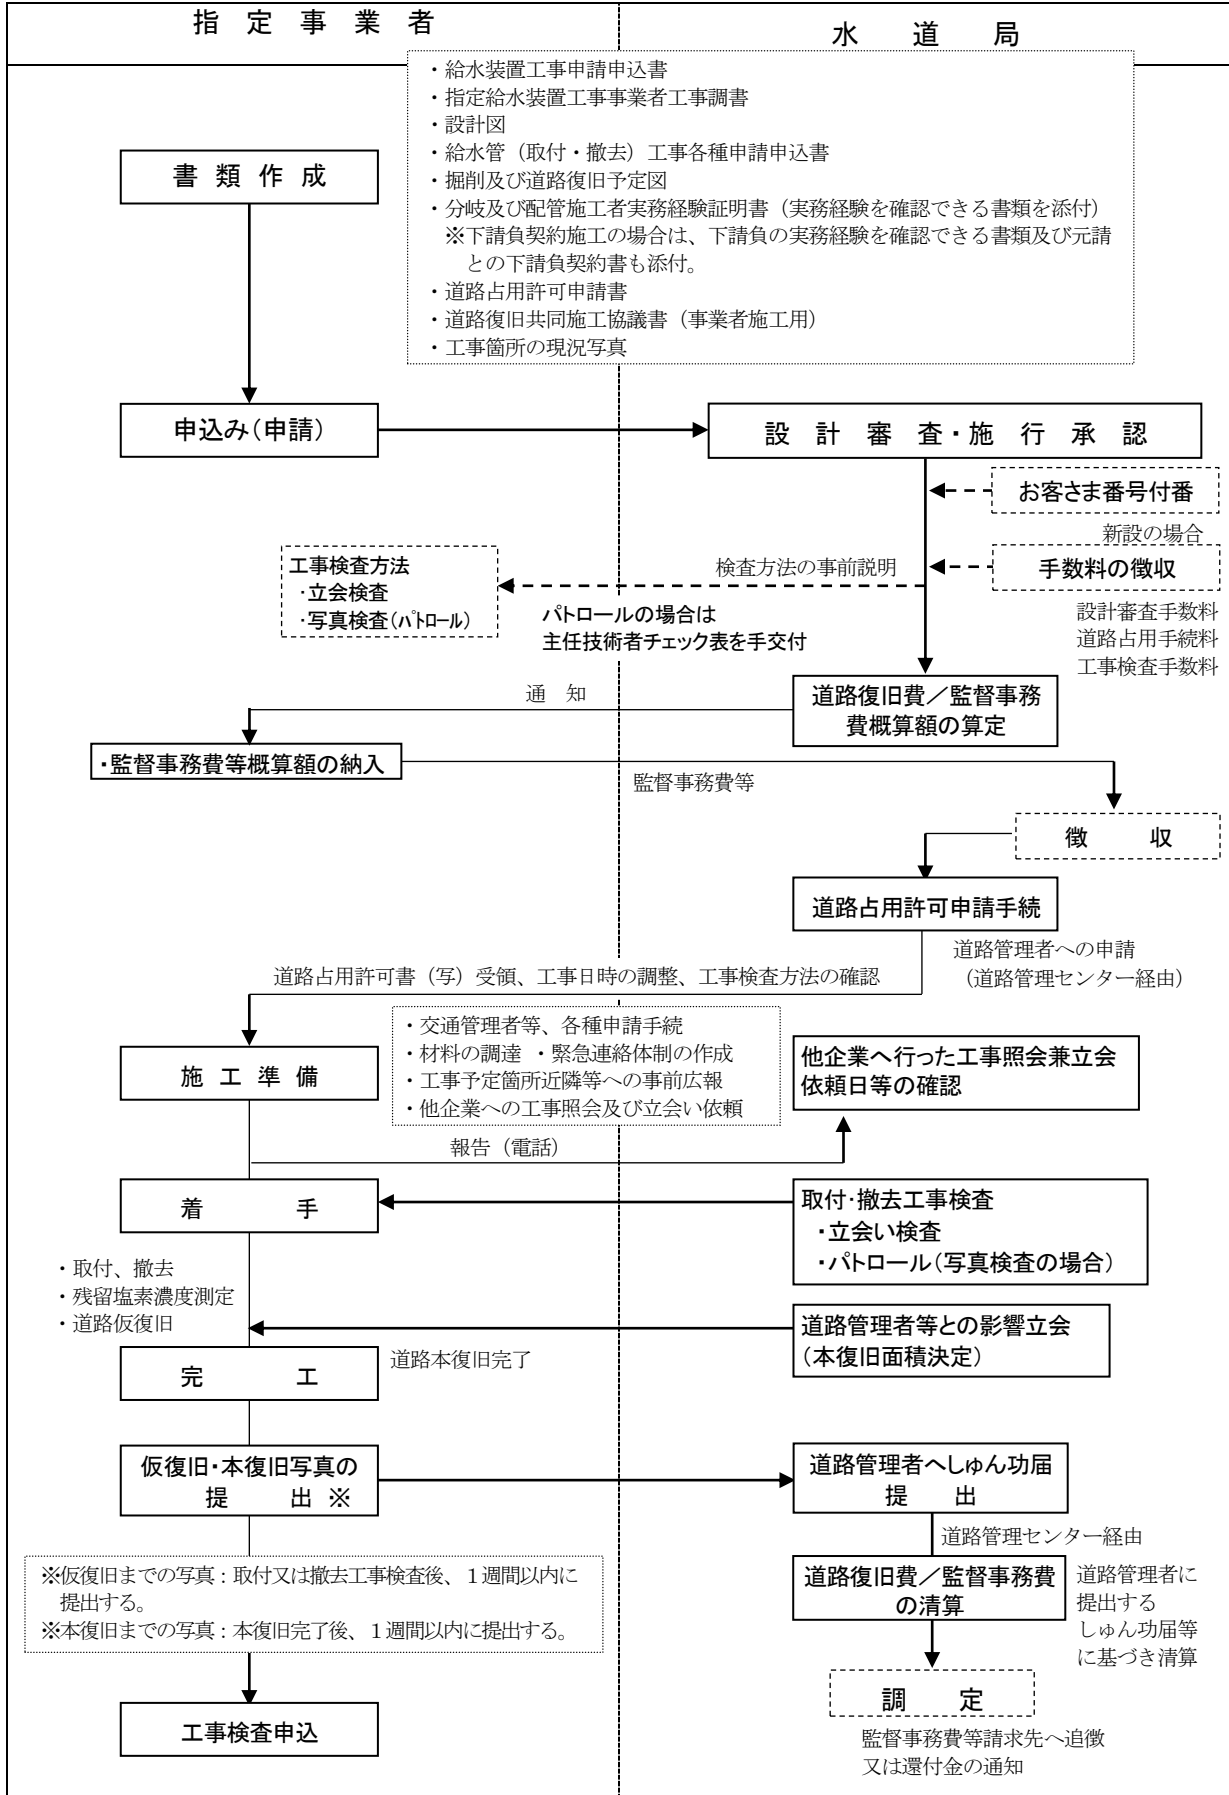 指 定 事 業 者
水 道 局
・給水装置工事申請申込書
・指定給水装置工事事業者工事調書
・設計図
・給水管（取付・撤去）工事各種申請申込書
・掘削及び道路復旧予定図
・分岐及び配管施工者実務経験証明書（実務経験を確認できる書類を添付）
※下請負契約施工の場合は、下請負の実務経験を確認できる書類及び元請
との下請負契約書も添付。
・道路占用許可申請書
・道路復旧共同施工協議書（事業者施工用）
・工事箇所の現況写真
書 類 作 成
申込み（申請）
設 計 審 査・施 行 承 認
お客さま番号付番
新設の場合
手数料の徴収
設計審査手数料
道路占用手続料
工事検査手数料
検査方法の事前説明
工事検査方法
・立会検査
・写真検査（パトロール）
パトロールの場合は
主任技術者チェック表を手交付
道路復旧費／監督事務
費概算額の算定
通 知
・監督事務費等概算額の納入
監督事務費等
徴 収
道路占用許可申請手続
道路管理者への申請
（道路管理センター経由）
道路占用許可書（写）受領、工事日時の調整、工事検査方法の確認
施 工 準 備
・交通管理者等、各種申請手続
・材料の調達 ・緊急連絡体制の作成
・工事予定箇所近隣等への事前広報
・他企業への工事照会及び立会い依頼
他企業へ行った工事照会兼立会
依頼日等の確認
報告（電話）
着 手
取付・撤去工事検査
・立会い検査
・パトロール（写真検査の場合）
・取付、撤去
・残留塩素濃度測定
・道路仮復旧
道路管理者等との影響立会
（本復旧面積決定）
完 工
道路本復旧完了
仮復旧・本復旧写真の
提 出 ※
道路管理者へしゅん功届
提 出
道路管理センター経由
※仮復旧までの写真：取付又は撤去工事検査後、１週間以内に
提出する。
※本復旧までの写真：本復旧完了後、１週間以内に提出する。
道路復旧費／監督事務費
の清算
道路管理者に
提出する
しゅん功届等
に基づき清算
工事検査申込
調 定
監督事務費等請求先へ追徴
又は還付金の通知